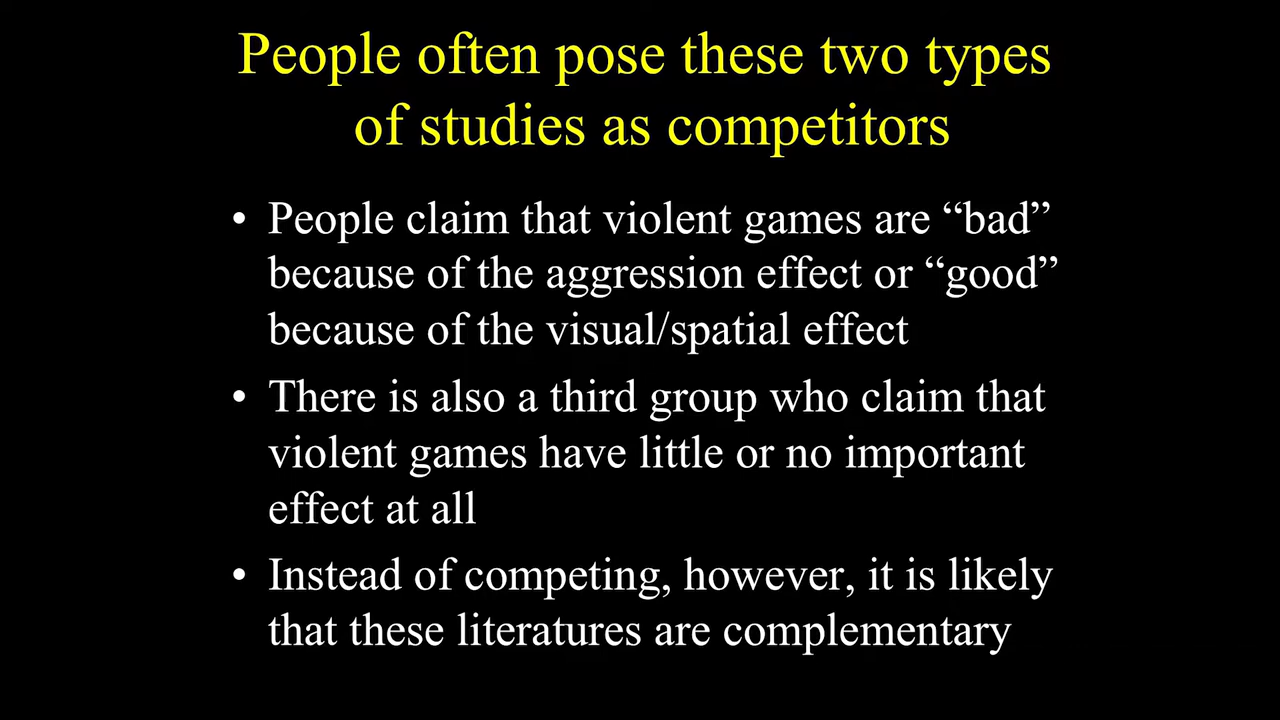 People often pose these two types
of studies as competitors
• People claim that violent games are “bad”
because of the aggression effect or “good”
because of the visual/spatial effect
• There is also a third group who claim that
violent games have little or no important
effect at all
• Instead of competing, however, it is likely
that these literatures are complementary